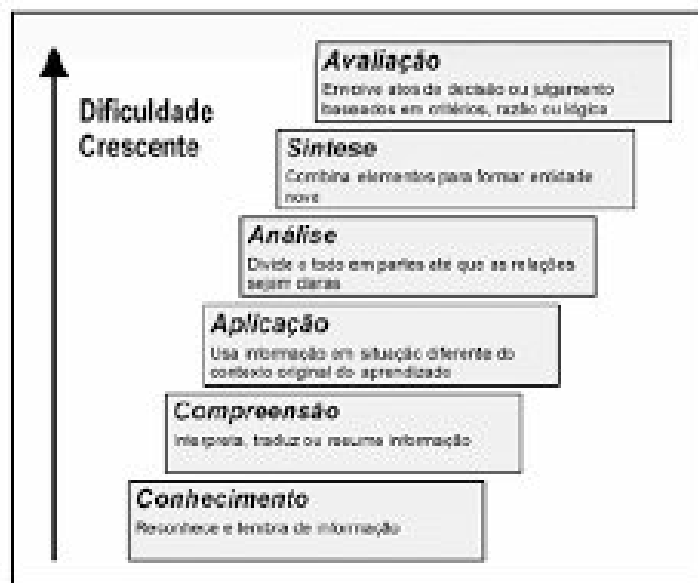 Avaliação
Envolve atos de decisão ou julgamento
baseados em critérios, razão ou lógica
Dificuldade
Crescente
Síntese
Combina elementos para formar entidade
nova
Análise
Divide o todo em partes até que as relações
sejam claras
Aplicação
Usa informação em situação diferente do
contexto original do aprendizado
Compreensão
Interpreta, traduz ou resume informação
Conhecimento
Reconhece e lembra de informação